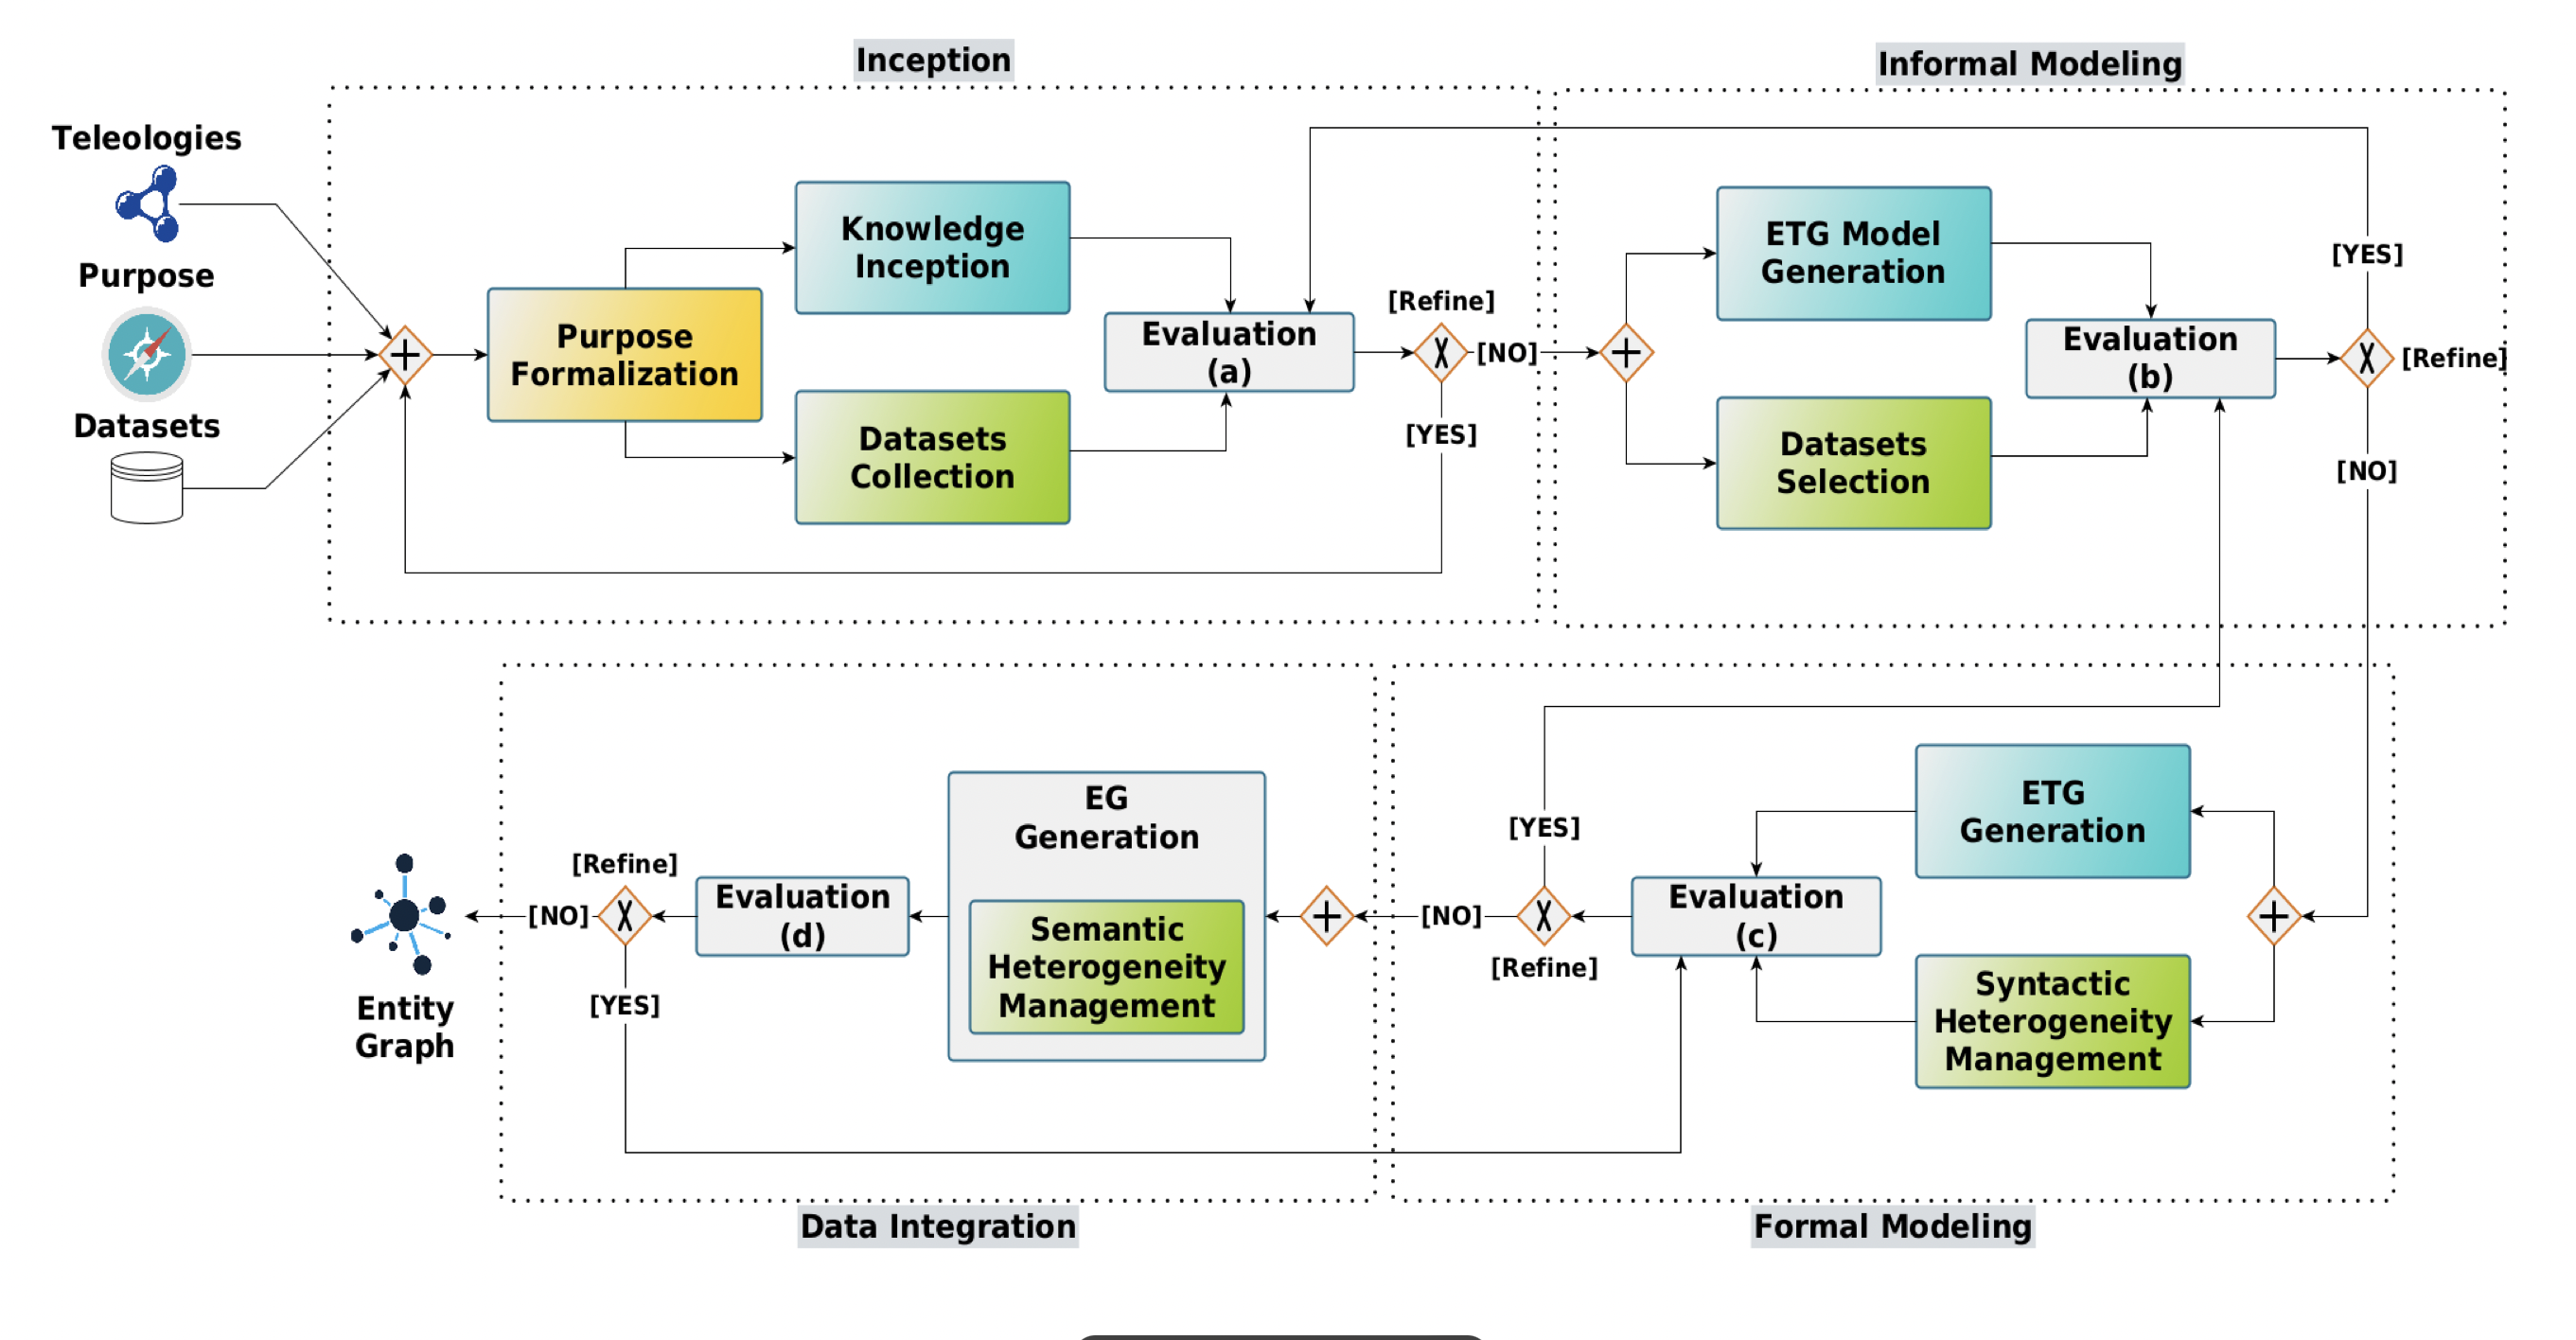 Inception
Informal Modeling
Teleologies
Purpose
Datasets
Purpose
Formalization
Knowledge
Inception
Datasets
Collection
Evaluation
(a)
[Refine]
[NO]
[YES]
ETG Model
Generation
Datasets
Selection
Evaluation
(b)
[YES]
[Refine]
[NO]
ETG
Generation
Syntactic
Heterogeneity
Management
Evaluation
(c)
[YES]
[NO]
[Refine]
EG
Generation
Semantic
Heterogeneity
Management
Evaluation
(d)
[Refine]
[NO]
[YES]
Entity
Graph
Data Integration
Formal Modeling